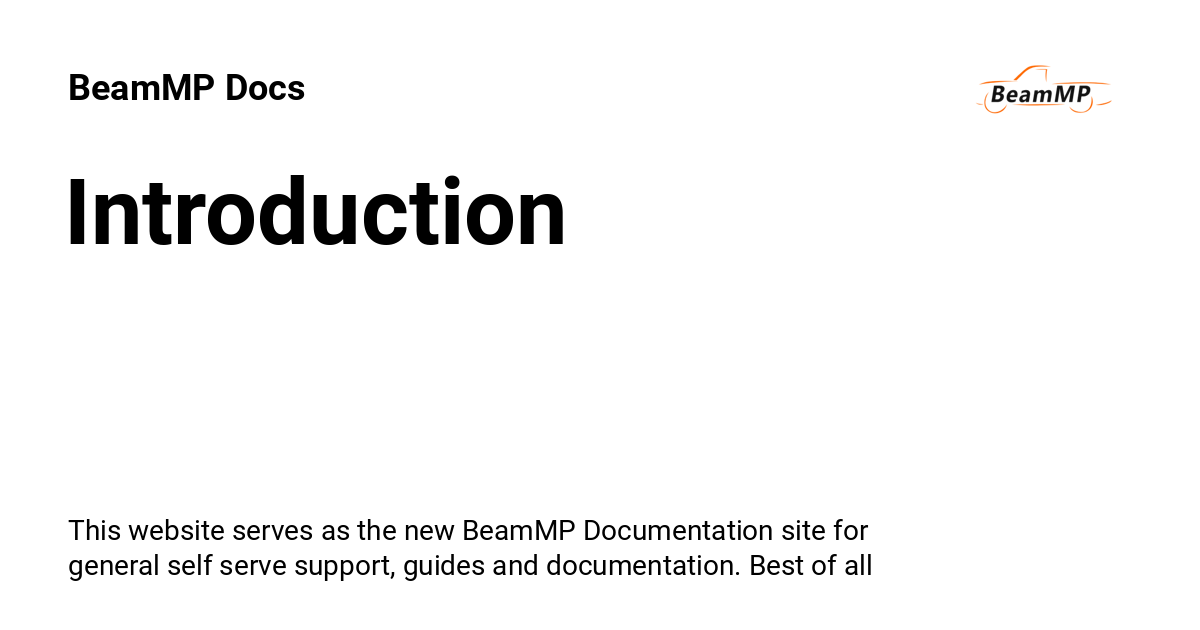 BeamMP Docs
BeamMP
Introduction
This website serves as the new BeamMP Documentation site for
general self serve support, guides and documentation. Best of all